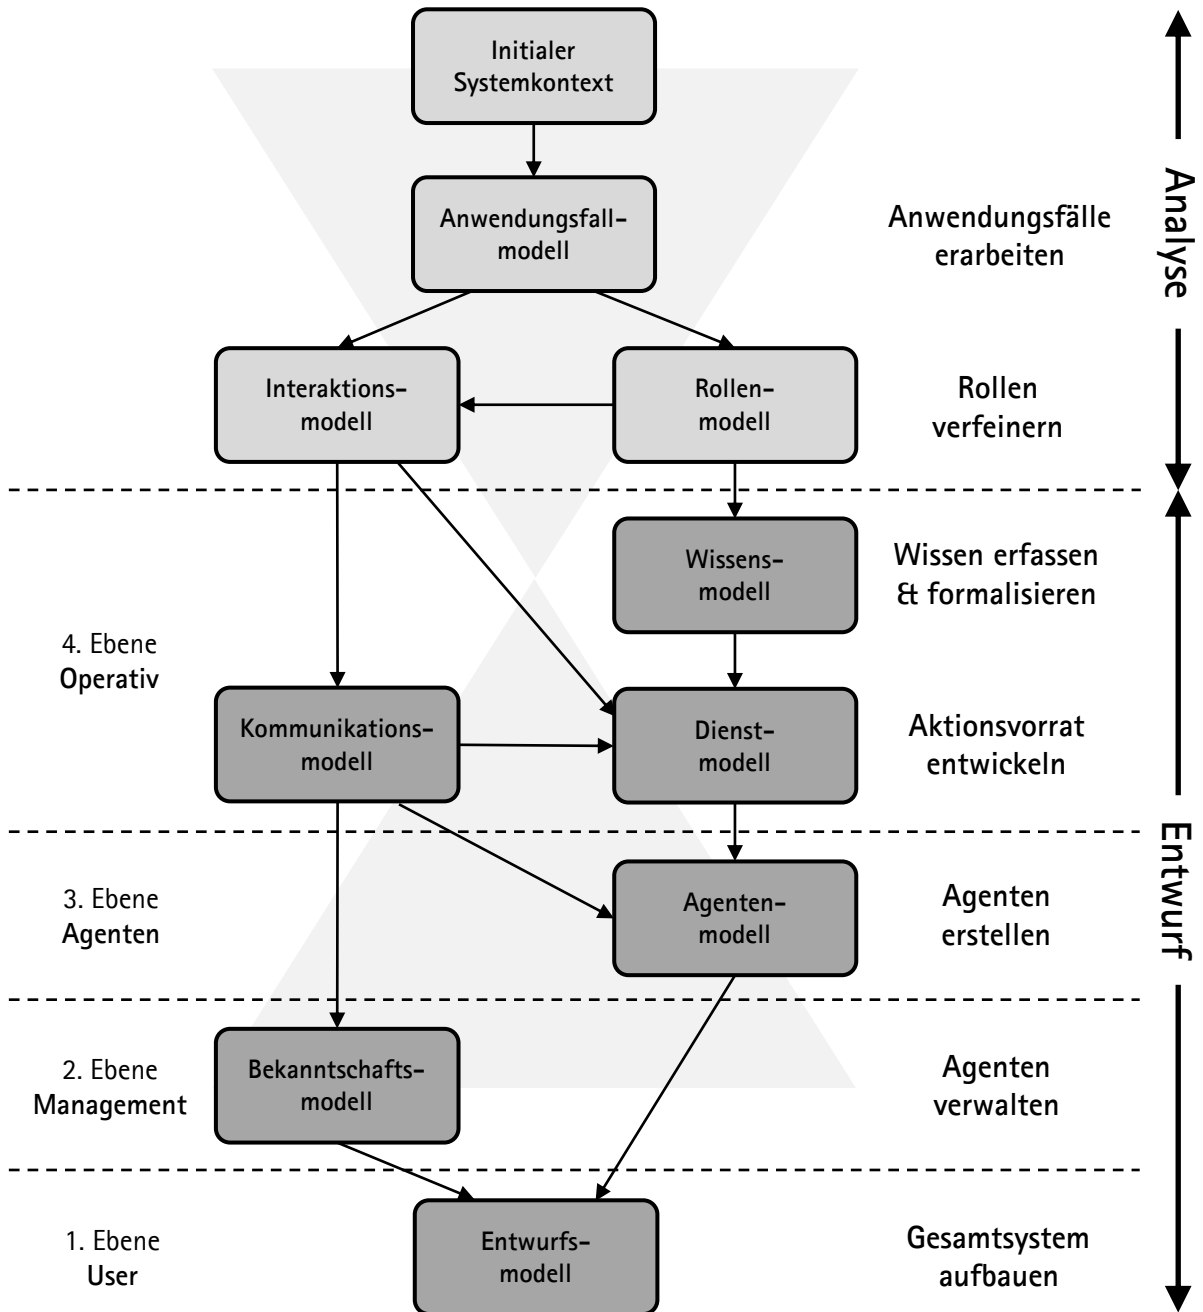 Initialer
Systemkontext
Anwendungsfall-
modell
Anwendungsfälle
erarbeiten
Analyse
Interaktions-
modell
Rollen-
modell
Rollen
verfeinern
Wissens-
modell
Wissen erfassen
& formalisieren
4. Ebene
Operativ
Kommunikations-
modell
Dienst-
modell
Aktionsvorrat
entwickeln
Entwurf
3. Ebene
Agenten
Agenten-
modell
Agenten
erstellen
2. Ebene
Management
Bekanntschafts-
modell
Agenten
verwalten
1. Ebene
User
Entwurfs-
modell
Gesamtsystem
aufbauen